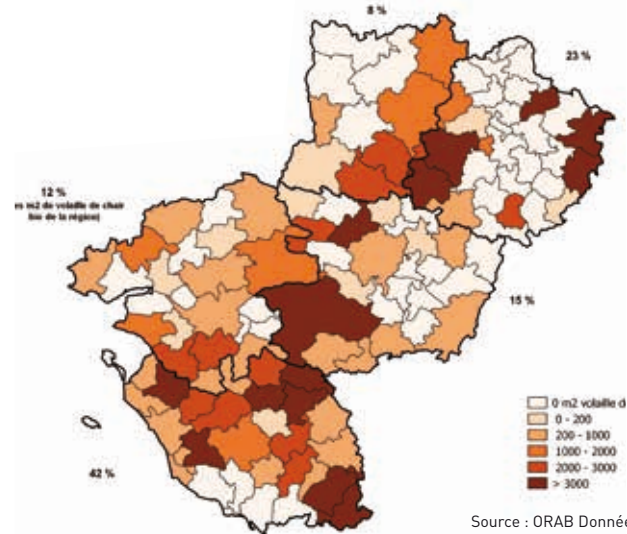 8 %
23 %
12 %
es m2 de volaille de chair
bio de la région)
15 %
42 %
0 m2 volaille d
0 - 200
200 - 1000
1000 - 2000
2000 - 3000
> 3000
Source : ORAB Donnée